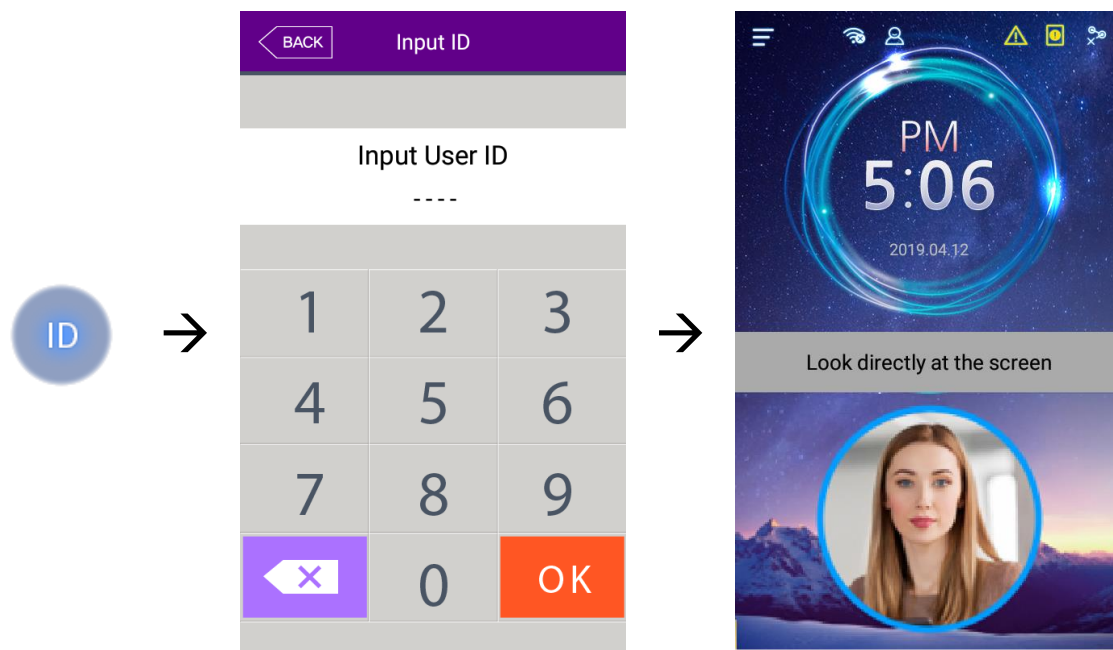 ID
BACK
Input ID
Input User ID
----
1 2 3
4 5 6
7 8 9
0 OK
PM
5:06
2019.04.12
Look directly at the screen